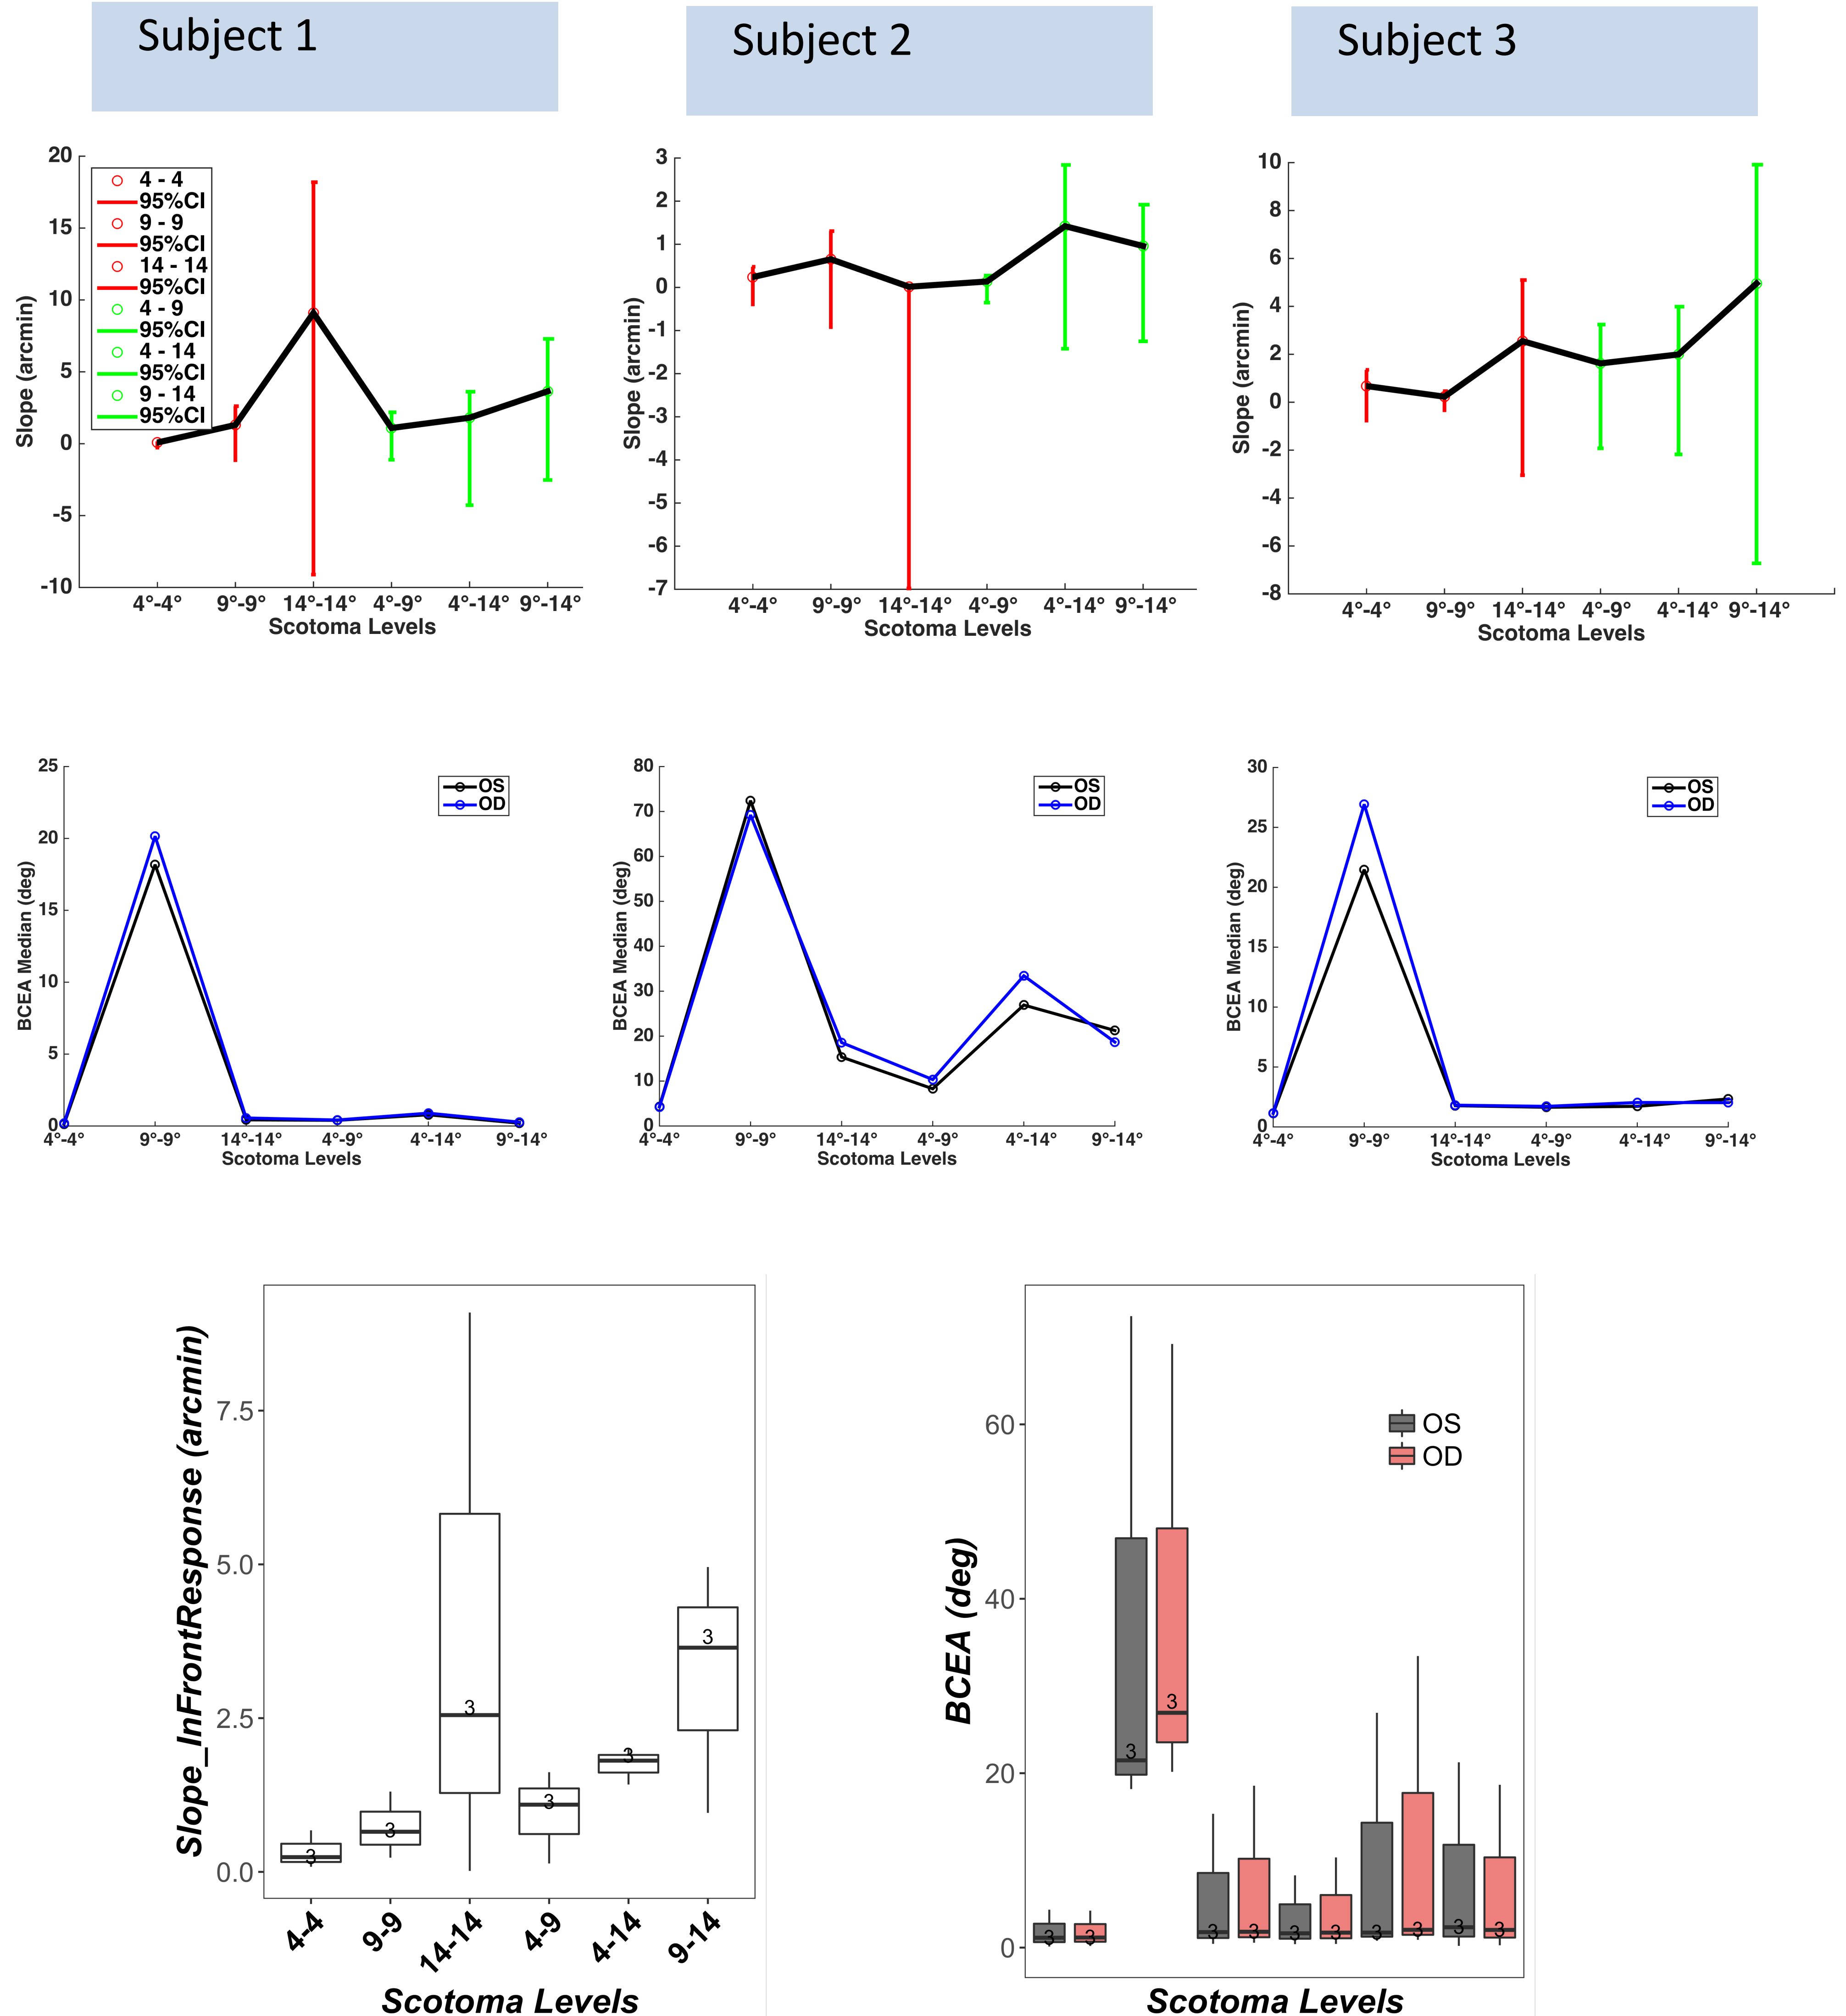 Subject 1
Subject 2
Subject 3
Slope (arcmin)
20
15
10
5
0
-5
-10
4 - 4
95%CI
9 - 9
95%CI
14 - 14
95%CI
4 - 9
95%CI
4 - 14
95%CI
9 - 14
95%CI
4°-4° 9°-9° 14°-14° 4°-9° 4°-14° 9°-14°
Scotoma Levels
Slope (arcmin)
3
2
1
0
-1
-2
-3
-4
-5
-6
-7
4°-4° 9°-9° 14°-14° 4°-9° 4°-14° 9°-14°
Scotoma Levels
Slope (arcmin)
10
8
6
4
2
0
-2
-4
-6
-8
4°-4° 9°-9° 14°-14° 4°-9° 4°-14° 9°-14°
Scotoma Levels
BCEA Median (deg)
25
20
15
10
5
0
OS
OD
4°-4° 9°-9° 14°-14° 4°-9° 4°-14° 9°-14°
Scotoma Levels
BCEA Median (deg)
80
70
60
50
40
30
20
10
0
OS
OD
4°-4° 9°-9° 14°-14° 4°-9° 4°-14° 9°-14°
Scotoma Levels
BCEA Median (deg)
30
25
20
15
10
5
0
OS
OD
4°-4° 9°-9° 14°-14° 4°-9° 4°-14° 9°-14°
Scotoma Levels
Slope_InFrontResponse (arcmin)
7.5
5.0
2.5
0.0
3 3 3 3 3 3
4-4 9-9 14-14 4-9 4-14 9-14
Scotoma Levels
BCEA (deg)
60
40
20
0
OS
OD
3 3 3 3 3 3 3 3 3 3 3 3
Scotoma Levels